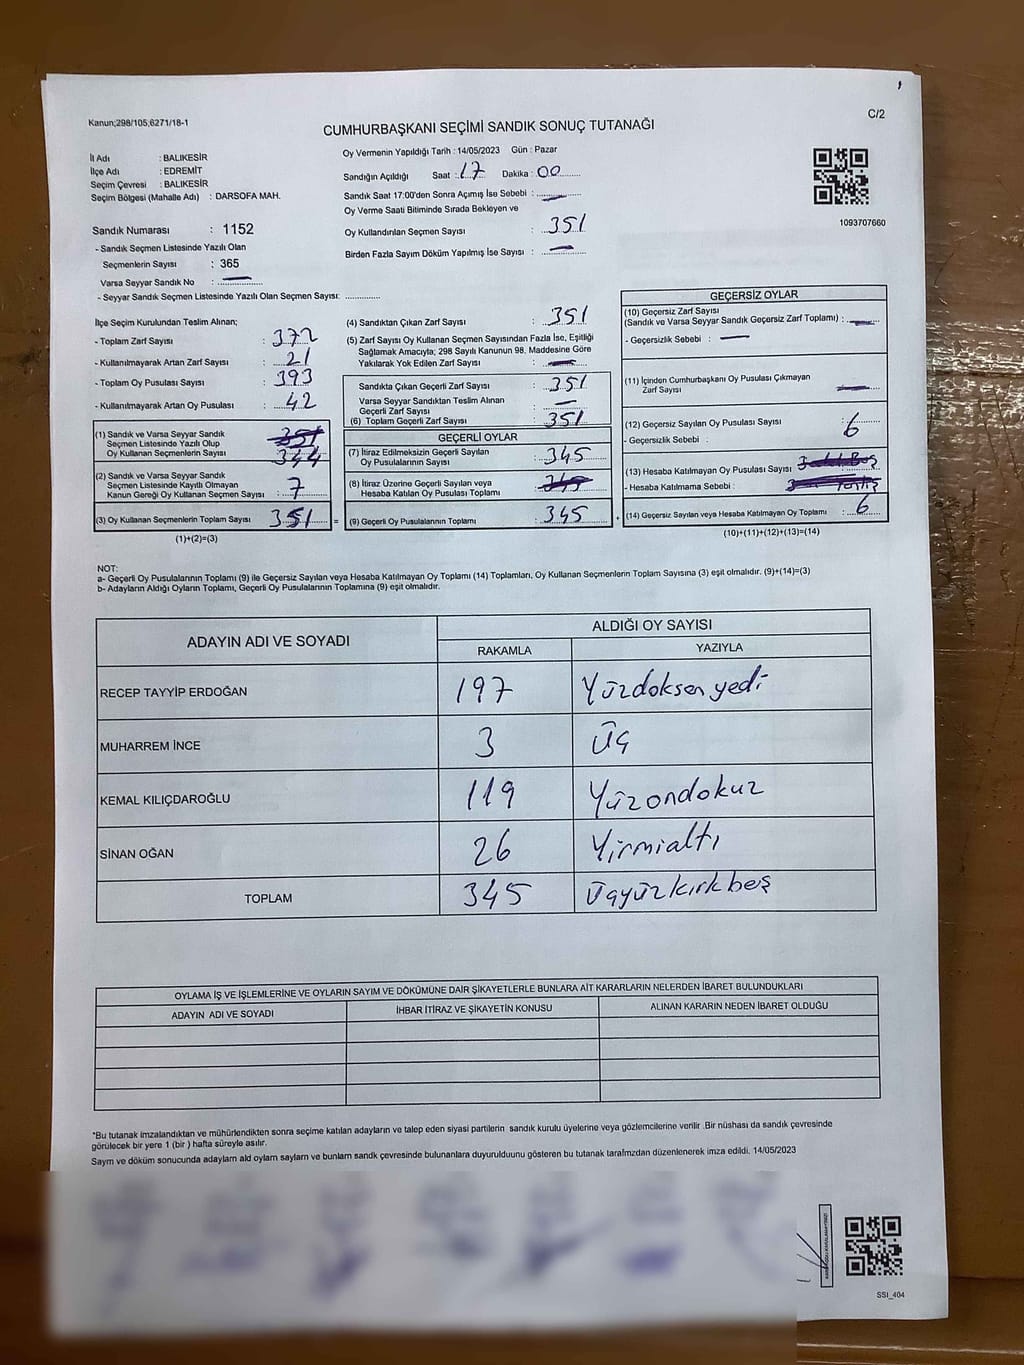 Kanun;298/105,6271/18-1
C/2
CUMHURBAŞKANI SEÇİMİ SANDIK SONUÇ TUTANAĞI
İl Adı : BALIKESİR
İlçe Adı : EDREMİT
Seçim Çevresi : BALIKESİR
Seçim Bölgesi (Mahalle Adı) : DARSOFA MAH.
Oy Vermenin Yapıldığı Tarih : 14/05/2023 Gün : Pazar
Sandığın Açıldığı Saat : 17 Dakika : 00
Sandık Saat 17:00'den Sonra Açımış İse Sebebi : —
Oy Verme Saati Bitiminde Sırada Bekleyen ve
Oy Kullandırılan Seçmen Sayısı : 351
Birden Fazla Sayım Döküm Yapılmış İse Sayısı : —
1093707660
Sandık Numarası : 1152
- Sandık Seçmen Listesinde Yazılı Olan
Seçmenlerin Sayısı : 365
Varsa Seyyar Sandık No : —
- Seyyar Sandık Seçmen Listesinde Yazılı Olan Seçmen Sayısı: ............
İlçe Seçim Kurulundan Teslim Alınan;
- Toplam Zarf Sayısı : 372
- Kullanılmayarak Artan Zarf Sayısı : 21
- Toplam Oy Pusulası Sayısı : 393
- Kullanılmayarak Artan Oy Pusulası : 42
(1) Sandık ve Varsa Seyyar Sandık
Seçmen Listesinde Yazılı Olup
Oy Kullanan Seçmenlerin Sayısı : 351 344
(2) Sandık ve Varsa Seyyar Sandık
Seçmen Listesinde Kayıtlı Olmayan
Kanun Gereği Oy Kullanan Seçmen Sayısı : 7
(3) Oy Kullanan Seçmenlerin Toplam Sayısı 351 =
(1)+(2)=(3)
(4) Sandıktan Çıkan Zarf Sayısı : 351
(5) Zarf Sayısı Oy Kullanan Seçmen Sayısından Fazla İse, Eşitliği
Sağlamak Amacıyla; 298 Sayılı Kanunun 98. Maddesine Göre
Yakılarak Yok Edilen Zarf Sayısı : —
Sandıkta Çıkan Geçerli Zarf Sayısı : 351
Varsa Seyyar Sandıktan Teslim Alınan
Geçerli Zarf Sayısı : —
(6) Toplam Geçerli Zarf Sayısı : 351
GEÇERLİ OYLAR
(7) İtiraz Edilmeksizin Geçerli Sayılan
Oy Pusulalarının Sayısı : 345
(8) İtiraz Üzerine Geçerli Sayılan veya
Hesaba Katılan Oy Pusulası Toplamı : 345
(9) Geçerli Oy Pusulalarının Toplamı : 345 +
GEÇERSİZ OYLAR
(10) Geçersiz Zarf Sayısı
(Sandık ve Varsa Seyyar Sandık Geçersiz Zarf Toplamı) : —
- Geçersizlik Sebebi : —
(11) İçinden Cumhurbaşkanı Oy Pusulası Çıkmayan
Zarf Sayısı —
(12) Geçersiz Sayılan Oy Pusulası Sayısı : 6
- Geçersizlik Sebebi :
(13) Hesaba Katılmayan Oy Pusulası Sayısı
- Hesaba Katılmama Sebebi :
(14) Geçersiz Sayılan veya Hesaba Katılmayan Oy Toplamı : 6
(10)+(11)+(12)+(13)=(14)
NOT:
a- Geçerli Oy Pusulalarının Toplamı (9) ile Geçersiz Sayılan veya Hesaba Katılmayan Oy Toplamı (14) Toplamları, Oy Kullanan Seçmenlerin Toplam Sayısına (3) eşit olmalıdır. (9)+(14)=(3)
b- Adayların Aldığı Oyların Toplamı, Geçerli Oy Pusulalarının Toplamına (9) eşit olmalıdır.
ADAYIN ADI VE SOYADI ALDIĞI OY SAYISI
RAKAMLA YAZIYLA
RECEP TAYYİP ERDOĞAN 197 Yüzdoksan yedi
MUHARREM İNCE 3 Üç
KEMAL KILIÇDAROĞLU 119 Yüzondokuz
SİNAN OĞAN 26 Yirmialtı
TOPLAM 345 Üçyüzkırkbeş
OYLAMA İŞ VE İŞLEMLERİNE VE OYLARIN SAYIM VE DÖKÜMÜNE DAİR ŞİKAYETLERLE BUNLARA AİT KARARLARIN NELERDEN İBARET BULUNDUKLARI
ADAYIN ADI VE SOYADI İHBAR İTİRAZ VE ŞİKAYETİN KONUSU ALINAN KARARIN NEDEN İBARET OLDUĞU
*Bu tutanak imzalandıktan ve mühürlendikten sonra seçime katılan adayların ve talep eden siyasi partilerin sandık kurulu üyelerine veya gözlemcilerine verilir .Bir nüshası da sandık çevresinde
görülecek bir yere 1 (bir ) hafta süreyle asılır.
Saym ve döküm sonucunda adaylarn ald oylarn saylarn ve bunlarn sandk çevresinde bulunanlara duyurulduunu gösteren bu tutanak tarafmzdan düzenlenerek imza edildi. 14/05/2023
SSI_404